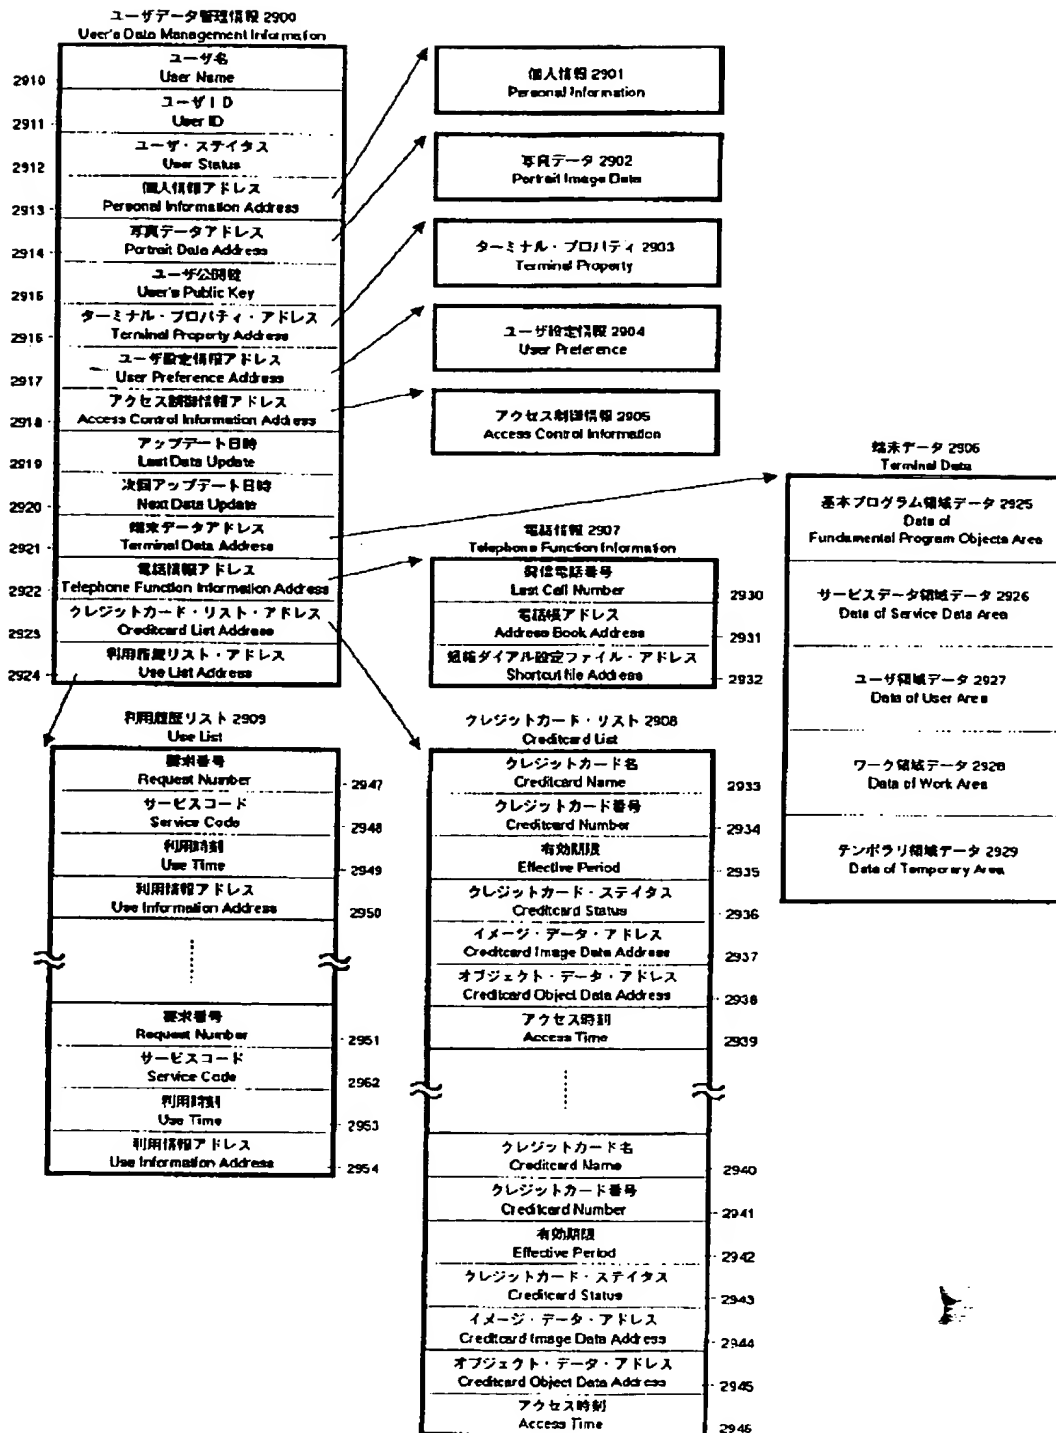 ユーザデータ管理情報 2900
User's Data Management Information
2910
ユーザ名
User Name
2911
ユーザID
User ID
2912
ユーザ・ステイタス
User Status
2913
個人情報アドレス
Personal Information Address
2914
写真データアドレス
Portrait Data Address
2915
ユーザ公開鍵
User's Public Key
2916
ターミナル・プロパティ・アドレス
Terminal Property Address
2917
ユーザ設定情報アドレス
User Preference Address
2918
アクセス制御情報アドレス
Access Control Information Address
2919
アップデート日時
Last Data Update
2920
次回アップデート日時
Next Data Update
2921
端末データアドレス
Terminal Data Address
2922
電話情報アドレス
Telephone Function Information Address
2923
クレジットカード・リスト・アドレス
Creditcard List Address
2924
利用履歴リスト・アドレス
Use List Address
個人情報 2901
Personal Information
写真データ 2902
Portrait Image Data
ターミナル・プロパティ 2903
Terminal Property
ユーザ設定情報 2904
User Preference
アクセス制御情報 2905
Access Control Information
端末データ 2906
Terminal Data
基本プログラム領域データ 2925
Data of
Fundamental Program Objects Area
サービスデータ領域データ 2926
Data of Service Data Area
ユーザ領域データ 2927
Data of User Area
ワーク領域データ 2928
Data of Work Area
テンポラリ領域データ 2929
Data of Temporary Area
電話情報 2907
Telephone Function Information
発信電話番号
Last Call Number
2930
電話帳アドレス
Address Book Address
2931
短縮ダイアル設定ファイル・アドレス
Shortcut file Address
2932
利用履歴リスト 2909
Use List
要求番号
Request Number
2947
サービスコード
Service Code
2948
利用時刻
Use Time
2949
利用情報アドレス
Use Information Address
2950
要求番号
Request Number
2951
サービスコード
Service Code
2952
利用時刻
Use Time
2953
利用情報アドレス
Use Information Address
2954
クレジットカード・リスト 2908
Creditcard List
クレジットカード名
Creditcard Name
2933
クレジットカード番号
Creditcard Number
2934
有効期限
Effective Period
2935
クレジットカード・ステイタス
Creditcard Status
2936
イメージ・データ・アドレス
Creditcard Image Data Address
2937
オブジェクト・データ・アドレス
Creditcard Object Data Address
2938
アクセス時刻
Access Time
2939
クレジットカード名
Creditcard Name
2940
クレジットカード番号
Creditcard Number
2941
有効期限
Effective Period
2942
クレジットカード・ステイタス
Creditcard Status
2943
イメージ・データ・アドレス
Creditcard Image Data Address
2944
オブジェクト・データ・アドレス
Creditcard Object Data Address
2945
アクセス時刻
Access Time
2946